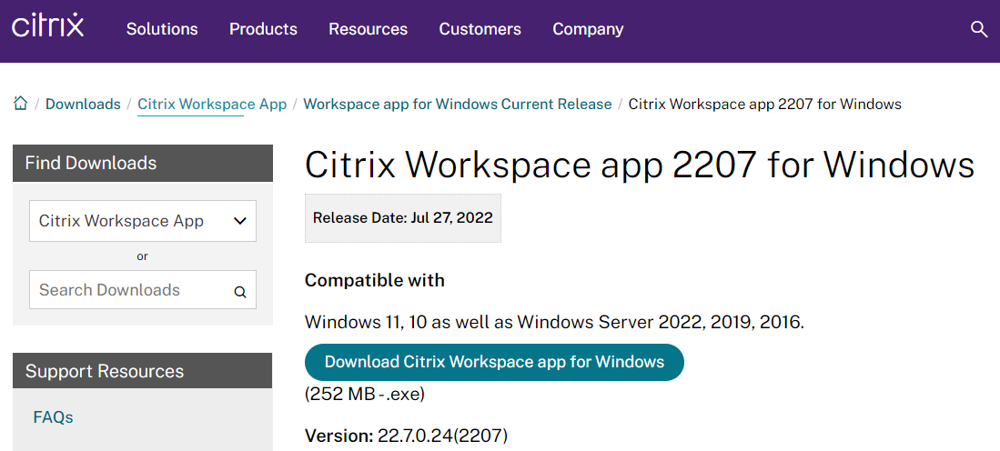 citrix Solutions Products Resources Customers Company
/ Downloads / Citrix Workspace App / Workspace app for Windows Current Release / Citrix Workspace app 2207 for Windows
Find Downloads
Citrix Workspace App
or
Search Downloads
Support Resources
FAQs
Citrix Workspace app 2207 for Windows
Release Date: Jul 27, 2022
Compatible with
Windows 11, 10 as well as Windows Server 2022, 2019, 2016.
Download Citrix Workspace app for Windows
(252 MB - .exe)
Version: 22.7.0.24(2207)